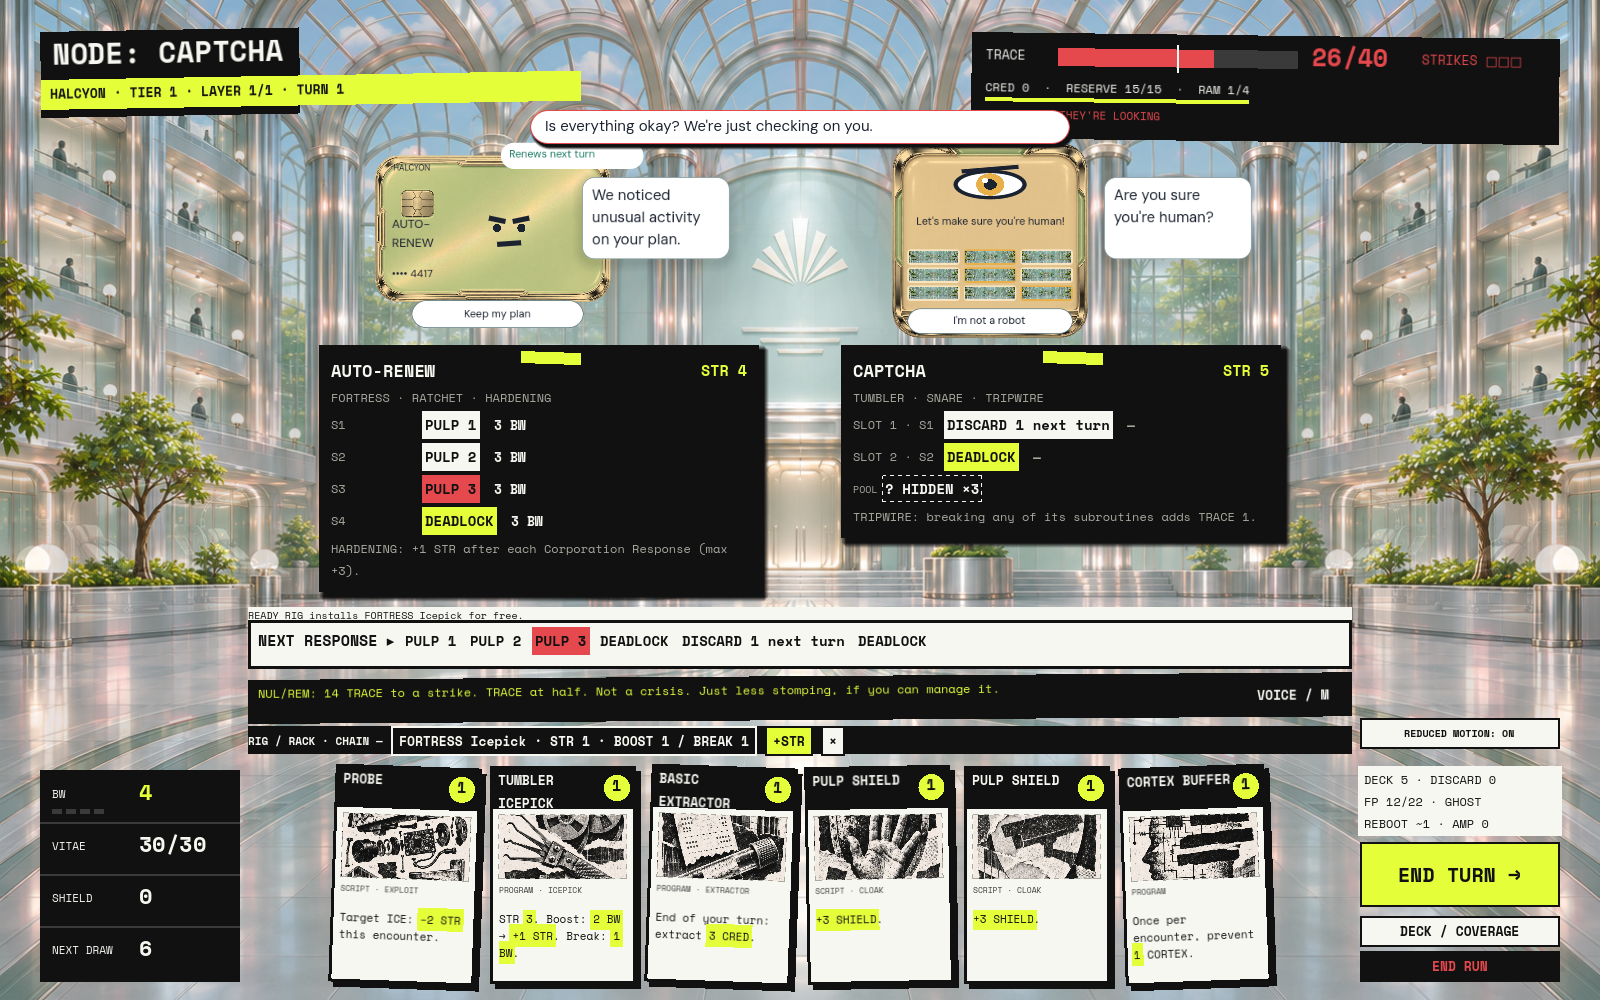 NODE: CAPTCHA
HALCYON · TIER 1 · LAYER 1/1 · TURN 1
TRACE 26/40 STRIKES □□□
CRED 0 · RESERVE 15/15 · RAM 1/4
THEY'RE LOOKING
Is everything okay? We're just checking on you.
Renews next turn
HALCYON
AUTO-
RENEW
•••• 4417
We noticed
unusual activity
on your plan.
Keep my plan
Let's make sure you're human!
I'm not a robot
Are you sure
you're human?
AUTO-RENEW STR 4
FORTRESS · RATCHET · HARDENING
S1 PULP 1 3 BW
S2 PULP 2 3 BW
S3 PULP 3 3 BW
S4 DEADLOCK 3 BW
HARDENING: +1 STR after each Corporation Response (max
+3).
CAPTCHA STR 5
TUMBLER · SNARE · TRIPWIRE
SLOT 1 · S1 DISCARD 1 next turn —
SLOT 2 · S2 DEADLOCK —
POOL ? HIDDEN ×3
TRIPWIRE: breaking any of its subroutines adds TRACE 1.
READY RIG installs FORTRESS Icepick for free.
NEXT RESPONSE ▸ PULP 1 PULP 2 PULP 3 DEADLOCK DISCARD 1 next turn DEADLOCK
NUL/REM: 14 TRACE to a strike. TRACE at half. Not a crisis. Just less stomping, if you can manage it.
VOICE / M
RIG / RACK · CHAIN — FORTRESS Icepick · STR 1 · BOOST 1 / BREAK 1 +STR ×
REDUCED MOTION: ON
BW 4
VITAE 30/30
SHIELD 0
NEXT DRAW 6
PROBE 1
SCRIPT · EXPLOIT
Target ICE: -2 STR
this encounter.
TUMBLER
ICEPICK 1
PROGRAM · ICEPICK
STR 3. Boost: 2 BW
→ +1 STR. Break: 1
BW.
BASIC
EXTRACTOR 1
PROGRAM · EXTRACTOR
End of your turn:
extract 3 CRED.
PULP SHIELD 1
SCRIPT · CLOAK
+3 SHIELD.
PULP SHIELD 1
SCRIPT · CLOAK
+3 SHIELD.
CORTEX BUFFER 1
PROGRAM
Once per
encounter, prevent
1 CORTEX.
DECK 5 · DISCARD 0
FP 12/22 · GHOST
REBOOT ~1 · AMP 0
END TURN →
DECK / COVERAGE
END RUN